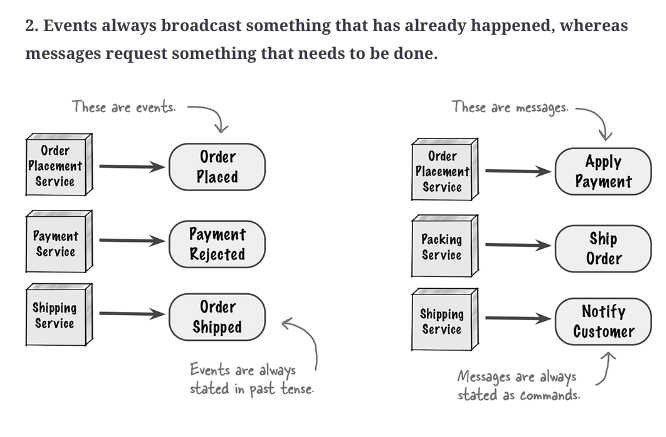 2. Events always broadcast something that has already happened, whereas
messages request something that needs to be done.
These are events.
Order
Placement
Service
Order
Placed
Payment
Service
Payment
Rejected
Shipping
Service
Order
Shipped
Events are always
stated in past tense.
These are messages.
Order
Placement
Service
Apply
Payment
Packing
Service
Ship
Order
Shipping
Service
Notify
Customer
Messages are always
stated as commands.